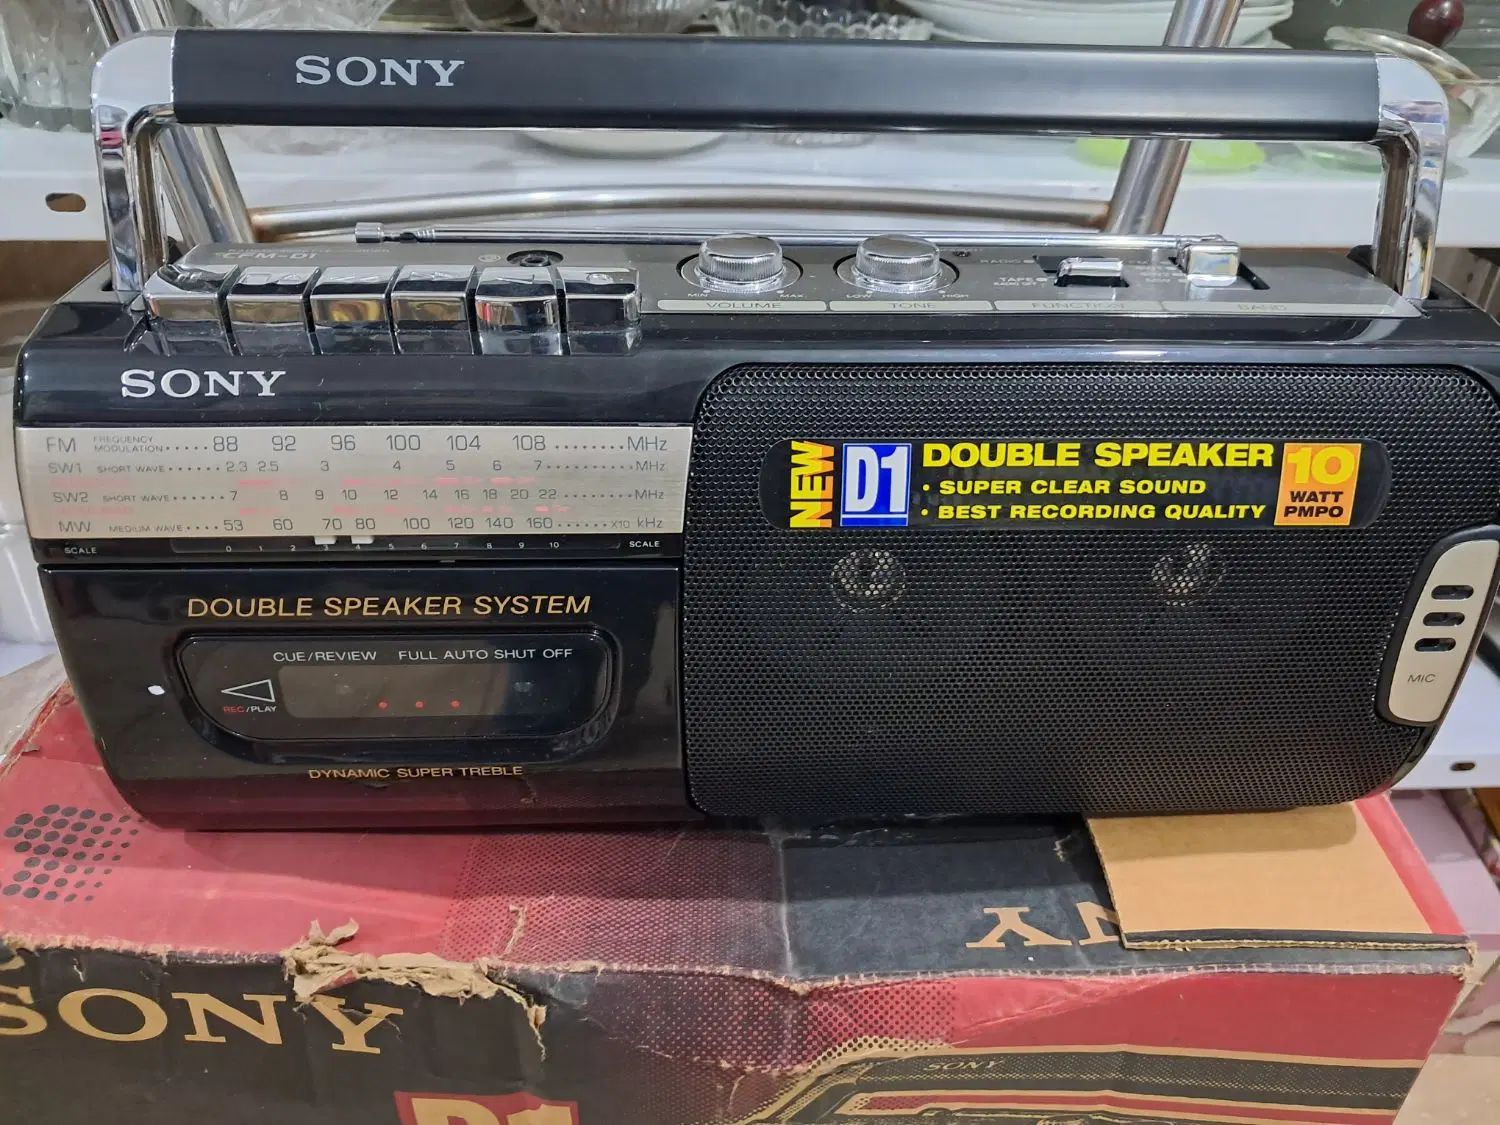 SONY
CFM-D1
MIN MAX LOW HIGH
VOLUME TONE FUNCTION BAND
RADIO
TAPE
SONY
FM FREQUENCY MODULATION 88 92 96 100 104 108 MHz
SW1 SHORT WAVE 2.3 2.5 3 4 5 6 7 MHz
SW2 SHORT WAVE 7 8 9 10 12 14 16 18 20 22 MHz
MW MEDIUM WAVE 53 60 70 80 100 120 140 160 X10 kHz
SCALE 0 1 2 3 4 5 6 7 8 9 10 SCALE
DOUBLE SPEAKER SYSTEM
CUE/REVIEW FULL AUTO SHUT OFF
REC/PLAY
DYNAMIC SUPER TREBLE
NEW
D1
DOUBLE SPEAKER
• SUPER CLEAR SOUND
• BEST RECORDING QUALITY
10
WATT
PMPO
MIC
NY
SONY
SONY
D1